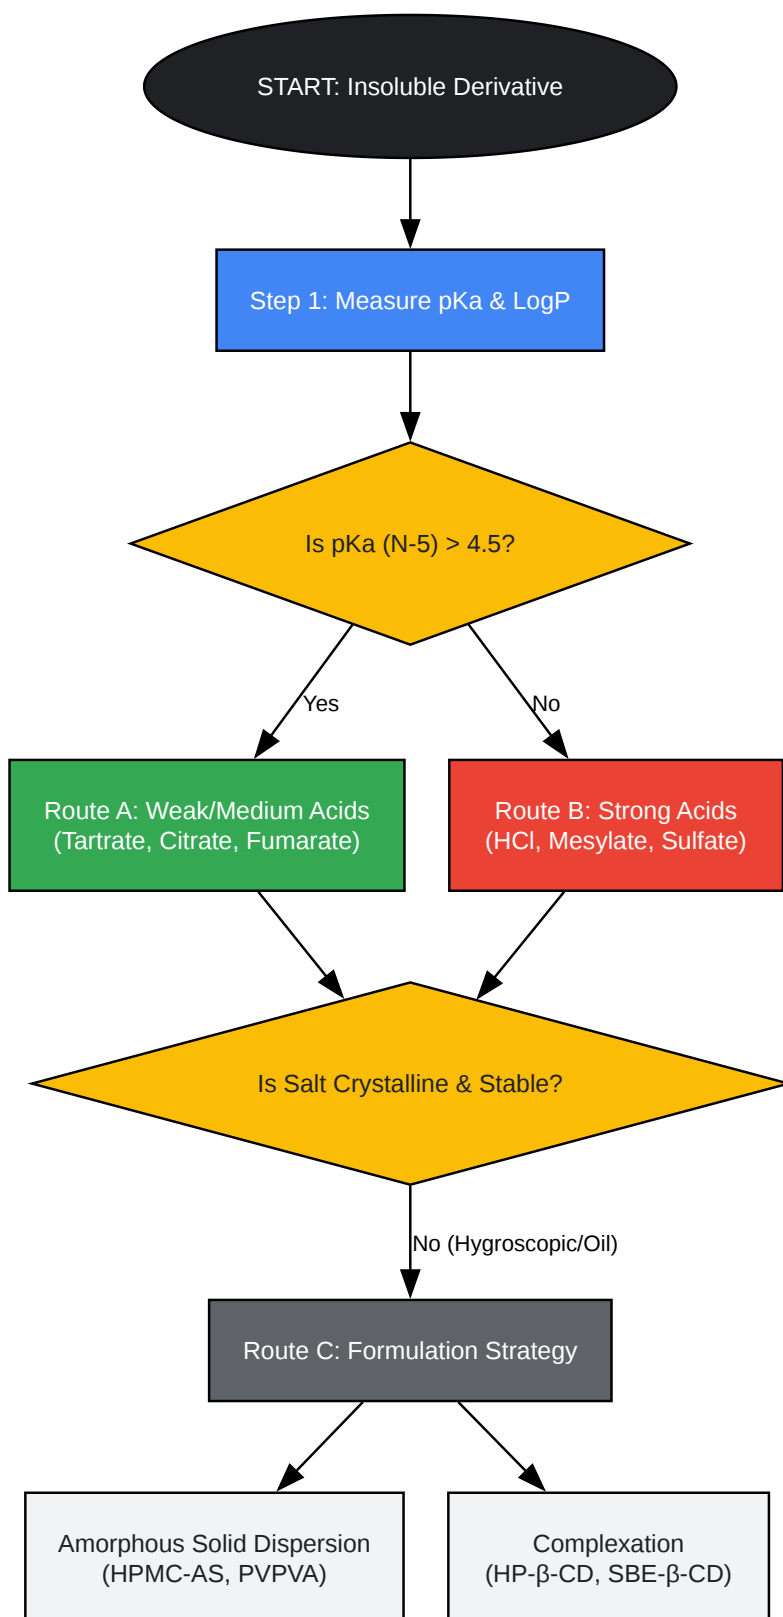 START: Insoluble Derivative
Step 1: Measure pKa & LogP
Is pKa (N-5) > 4.5?
Yes
No
Route A: Weak/Medium Acids
(Tartrate, Citrate, Fumarate)
Route B: Strong Acids
(HCl, Mesylate, Sulfate)
Is Salt Crystalline & Stable?
No (Hygroscopic/Oil)
Route C: Formulation Strategy
Amorphous Solid Dispersion
(HPMC-AS, PVPVA)
Complexation
(HP-β-CD, SBE-β-CD)